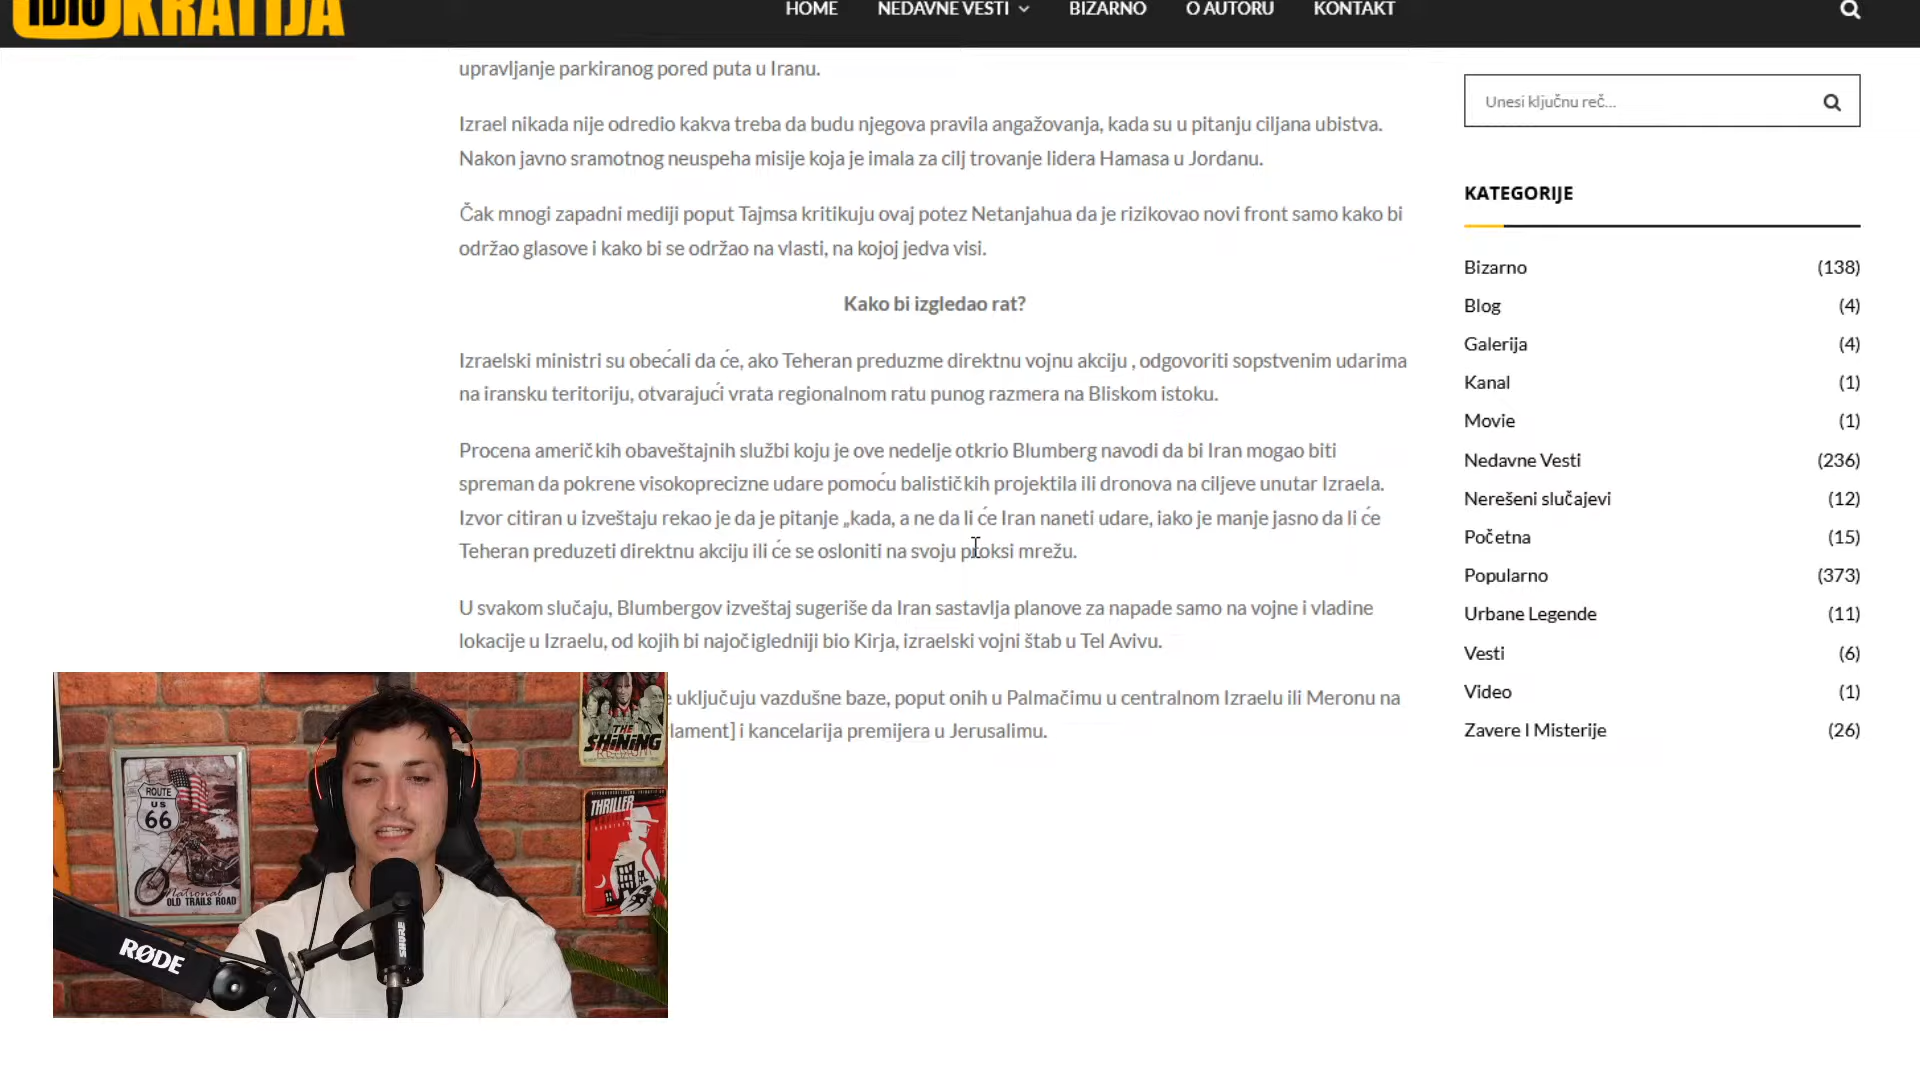 IDIO
KRATIJA
HOME NEDAVNE VESTI BIZARNO O AUTORU KONTAKT
upravljanje parkiranog pored puta u Iranu.
Izrael nikada nije odredio kakva treba da budu njegova pravila angažovanja, kada su u pitanju ciljana ubistva.
Nakon javno sramotnog neuspeha misije koja je imala za cilj trovanje lidera Hamasa u Jordanu.
Čak mnogi zapadni mediji poput Tajmsa kritikuju ovaj potez Netanjahua da je rizikovao novi front samo kako bi
održao glasove i kako bi se održao na vlasti, na kojoj jedva visi.
Kako bi izgledao rat?
Izraelski ministri su obećali da će, ako Teheran preduzme direktnu vojnu akciju , odgovoriti sopstvenim udarima
na iransku teritoriju, otvarajući vrata regionalnom ratu punog razmera na Bliskom istoku.
Procena američkih obaveštajnih službi koju je ove nedelje otkrio Blumberg navodi da bi Iran mogao biti
spreman da pokrene visokoprecizne udare pomoću balističkih projektila ili dronova na ciljeve unutar Izraela.
Izvor citiran u izveštaju rekao je da je pitanje „kada, a ne da li će Iran naneti udare, iako je manje jasno da li će
Teheran preduzeti direktnu akciju ili će se osloniti na svoju proksi mrežu.
U svakom slučaju, Blumbergov izveštaj sugeriše da Iran sastavlja planove za napade samo na vojne i vladine
lokacije u Izraelu, od kojih bi najočigledniji bio Kirja, izraelski vojni štab u Tel Avivu.
uključuju vazdušne baze, poput onih u Palmačimu u centralnom Izraelu ili Meronu na
lament] i kancelarija premijera u Jerusalimu.
Unesi ključnu reč...
KATEGORIJE
Bizarno (138)
Blog (4)
Galerija (4)
Kanal (1)
Movie (1)
Nedavne Vesti (236)
Nerešeni slučajevi (12)
Početna (15)
Popularno (373)
Urbane Legende (11)
Vesti (6)
Video (1)
Zavere I Misterije (26)
ROUTE
US
66
National
OLD TRAILS ROAD
RØDE
SHURE
THE
SHiNiNG
THRILLER